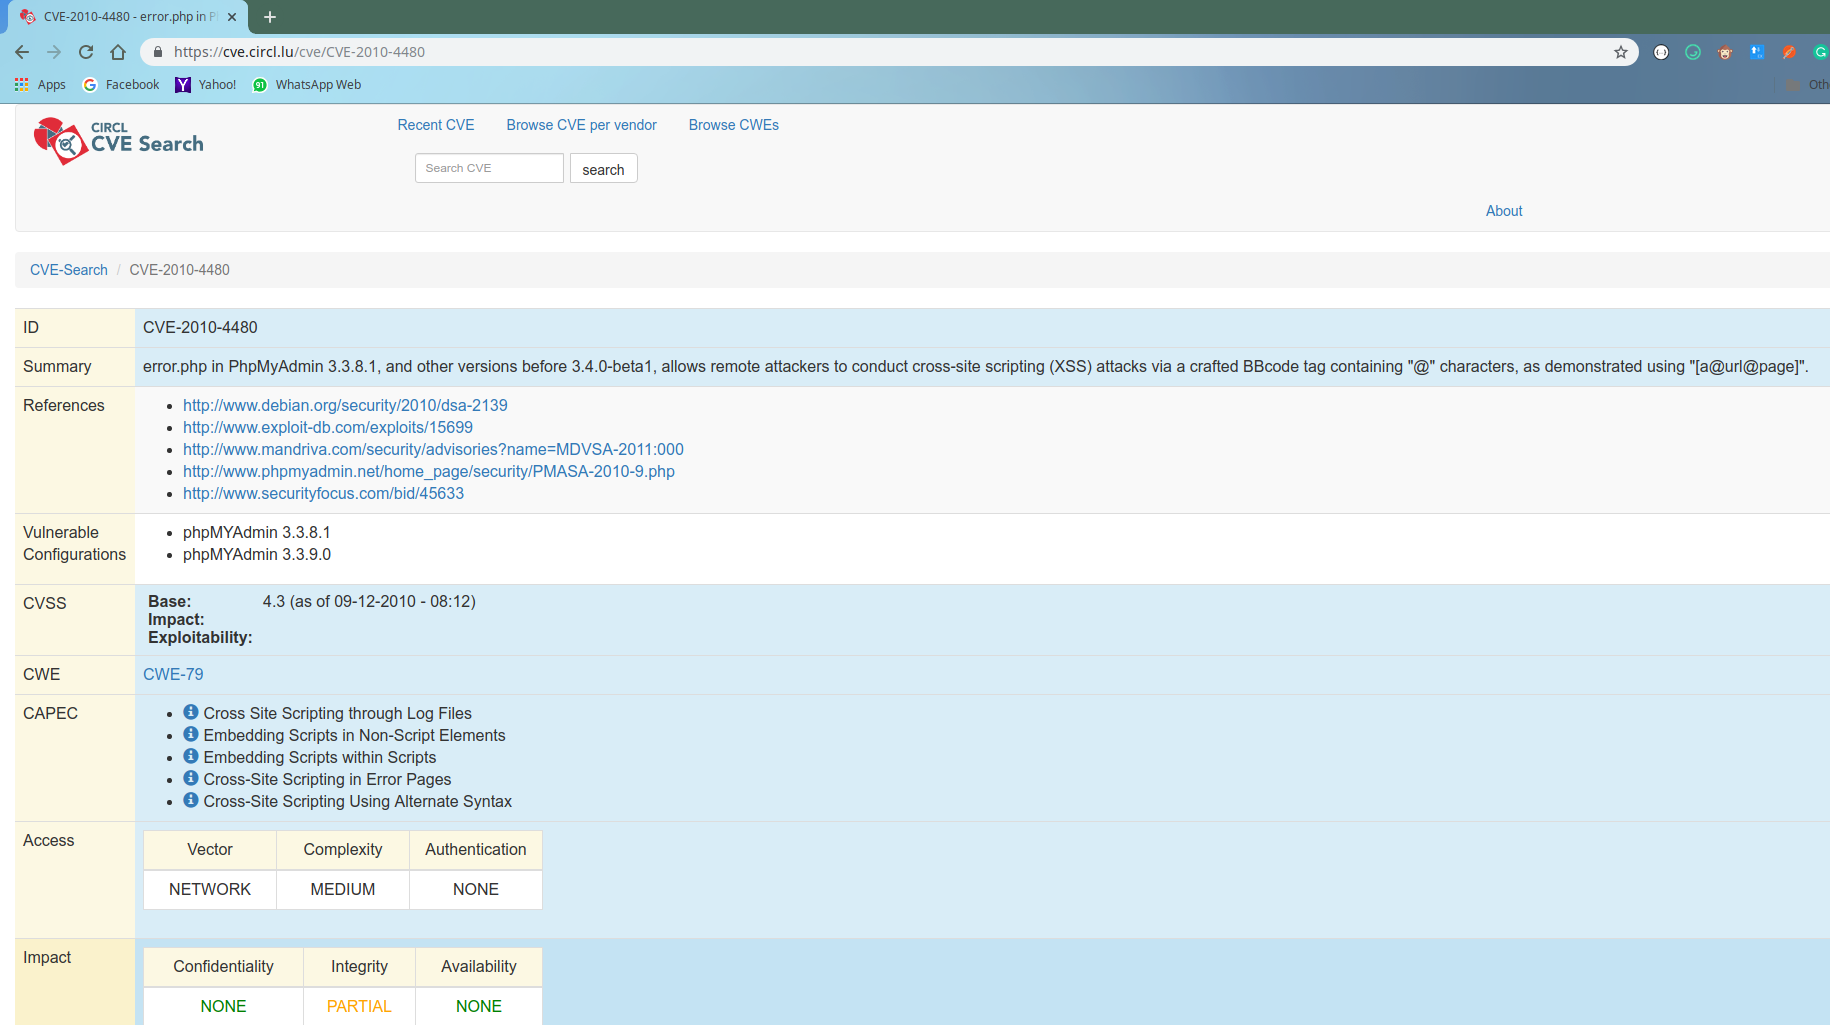 CVE-2010-4480 - error.php in P
https://cve.circl.lu/cve/CVE-2010-4480
Apps Facebook Yahoo! 91 WhatsApp Web Oth
CIRCL
CVE Search
Recent CVE Browse CVE per vendor Browse CWEs
Search CVE search
About
CVE-Search / CVE-2010-4480
ID CVE-2010-4480
Summary error.php in PhpMyAdmin 3.3.8.1, and other versions before 3.4.0-beta1, allows remote attackers to conduct cross-site scripting (XSS) attacks via a crafted BBcode tag containing "@" characters, as demonstrated using "[a@url@page]".
References
http://www.debian.org/security/2010/dsa-2139
http://www.exploit-db.com/exploits/15699
http://www.mandriva.com/security/advisories?name=MDVSA-2011:000
http://www.phpmyadmin.net/home_page/security/PMASA-2010-9.php
http://www.securityfocus.com/bid/45633
Vulnerable
Configurations
phpMYAdmin 3.3.8.1
phpMYAdmin 3.3.9.0
CVSS
Base: 4.3 (as of 09-12-2010 - 08:12)
Impact:
Exploitability:
CWE CWE-79
CAPEC
Cross Site Scripting through Log Files
Embedding Scripts in Non-Script Elements
Embedding Scripts within Scripts
Cross-Site Scripting in Error Pages
Cross-Site Scripting Using Alternate Syntax
Access
Vector Complexity Authentication
NETWORK MEDIUM NONE
Impact
Confidentiality Integrity Availability
NONE PARTIAL NONE